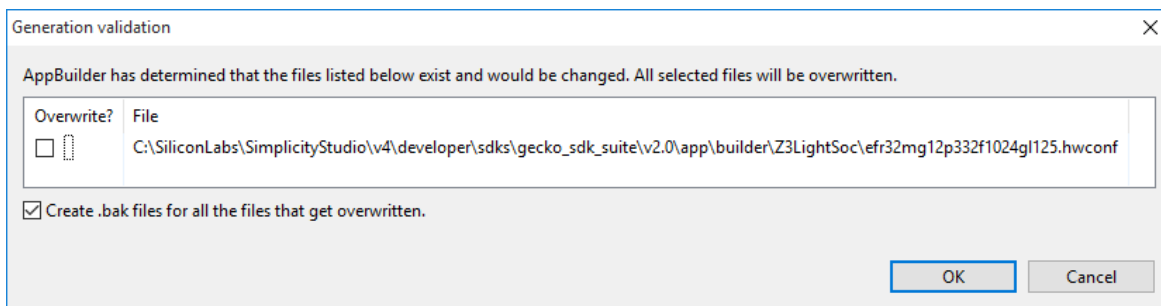 Generation validation
AppBuilder has determined that the files listed below exist and would be changed. All selected files will be overwritten.
Overwrite? File
C:\SiliconLabs\SimplicityStudio\v4\developer\sdks\gecko_sdk_suite\v2.0\app\builder\Z3LightSoc\efr32mg12p332f1024gl125.hwconf
Create .bak files for all the files that get overwritten.
OK Cancel